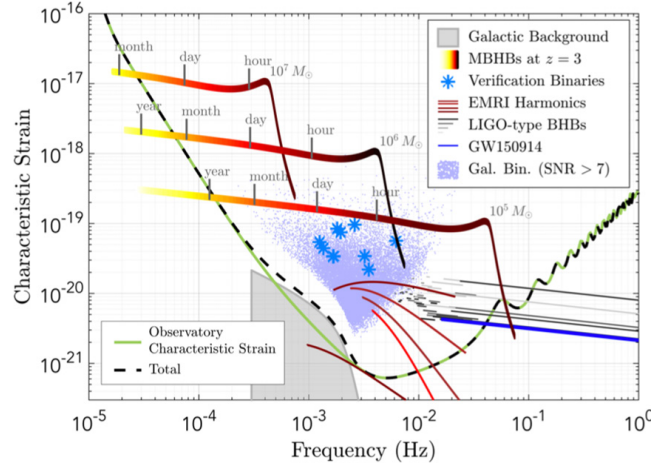 10^-16
10^-17
10^-18
10^-19
10^-20
10^-21
Characteristic Strain
month
day
hour
10^7 M⊙
year
month
day
hour
10^6 M⊙
year
month
day
hour
10^5 M⊙
Galactic Background
MBHBs at z = 3
Verification Binaries
EMRI Harmonics
LIGO-type BHBs
GW150914
Gal. Bin. (SNR > 7)
Observatory
Characteristic Strain
Total
10^-5
10^-4
10^-3
10^-2
10^-1
10^0
Frequency (Hz)